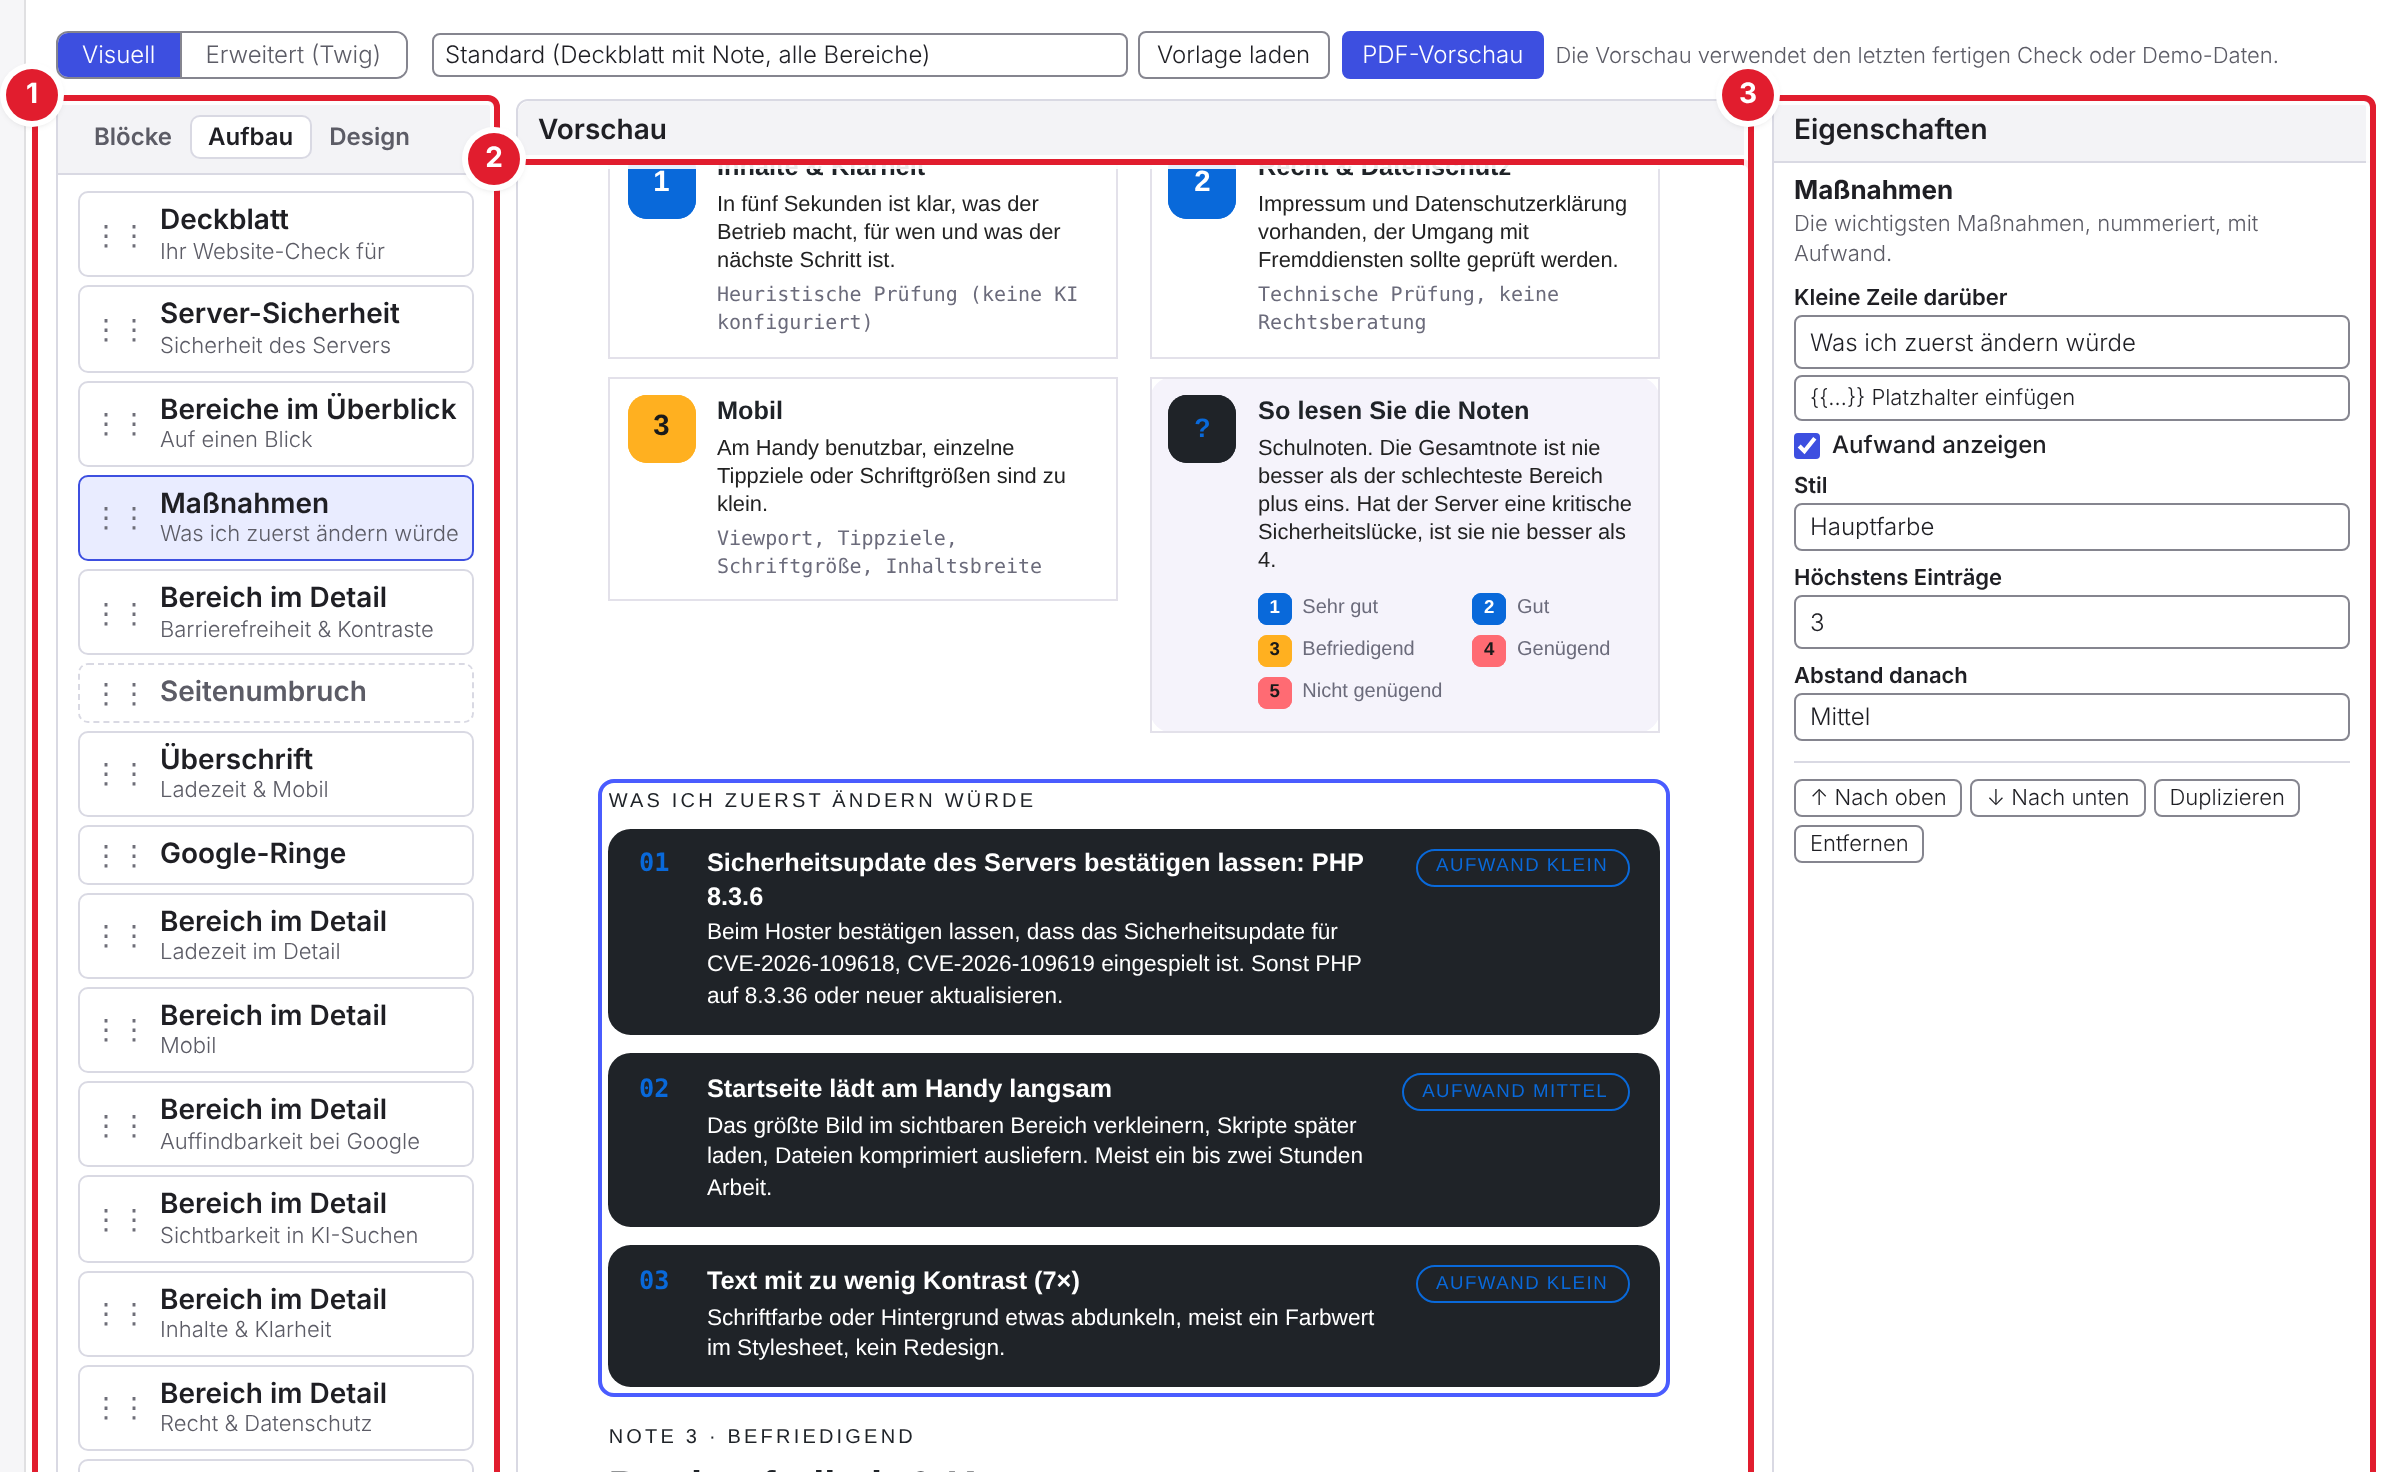 Visuell
Erweitert (Twig)
Standard (Deckblatt mit Note, alle Bereiche)
Vorlage laden
PDF-Vorschau
Die Vorschau verwendet den letzten fertigen Check oder Demo-Daten.
1
Blöcke
Aufbau
Design
Deckblatt
Ihr Website-Check für
Server-Sicherheit
Sicherheit des Servers
Bereiche im Überblick
Auf einen Blick
Maßnahmen
Was ich zuerst ändern würde
Bereich im Detail
Barrierefreiheit & Kontraste
Seitenumbruch
Überschrift
Ladezeit & Mobil
Google-Ringe
Bereich im Detail
Ladezeit im Detail
Bereich im Detail
Mobil
Bereich im Detail
Auffindbarkeit bei Google
Bereich im Detail
Sichtbarkeit in KI-Suchen
Bereich im Detail
Inhalte & Klarheit
Bereich im Detail
Recht & Datenschutz
2
Vorschau
1
Inhalte & Klarheit
In fünf Sekunden ist klar, was der
Betrieb macht, für wen und was der
nächste Schritt ist.
Heuristische Prüfung (keine KI
konfiguriert)
2
Recht & Datenschutz
Impressum und Datenschutzerklärung
vorhanden, der Umgang mit
Fremddiensten sollte geprüft werden.
Technische Prüfung, keine
Rechtsberatung
3
Mobil
Am Handy benutzbar, einzelne
Tippziele oder Schriftgrößen sind zu
klein.
Viewport, Tippziele,
Schriftgröße, Inhaltsbreite
?
So lesen Sie die Noten
Schulnoten. Die Gesamtnote ist nie
besser als der schlechteste Bereich
plus eins. Hat der Server eine kritische
Sicherheitslücke, ist sie nie besser als
4.
1 Sehr gut
2 Gut
3 Befriedigend
4 Genügend
5 Nicht genügend
WAS ICH ZUERST ÄNDERN WÜRDE
01
Sicherheitsupdate des Servers bestätigen lassen: PHP
8.3.6
AUFWAND KLEIN
Beim Hoster bestätigen lassen, dass das Sicherheitsupdate für
CVE-2026-109618, CVE-2026-109619 eingespielt ist. Sonst PHP
auf 8.3.36 oder neuer aktualisieren.
02
Startseite lädt am Handy langsam
AUFWAND MITTEL
Das größte Bild im sichtbaren Bereich verkleinern, Skripte später
laden, Dateien komprimiert ausliefern. Meist ein bis zwei Stunden
Arbeit.
03
Text mit zu wenig Kontrast (7×)
AUFWAND KLEIN
Schriftfarbe oder Hintergrund etwas abdunkeln, meist ein Farbwert
im Stylesheet, kein Redesign.
NOTE 3 · BEFRIEDIGEND
3
Eigenschaften
Maßnahmen
Die wichtigsten Maßnahmen, nummeriert, mit
Aufwand.
Kleine Zeile darüber
Was ich zuerst ändern würde
{{...}} Platzhalter einfügen
Aufwand anzeigen
Stil
Hauptfarbe
Höchstens Einträge
3
Abstand danach
Mittel
↑ Nach oben
↓ Nach unten
Duplizieren
Entfernen